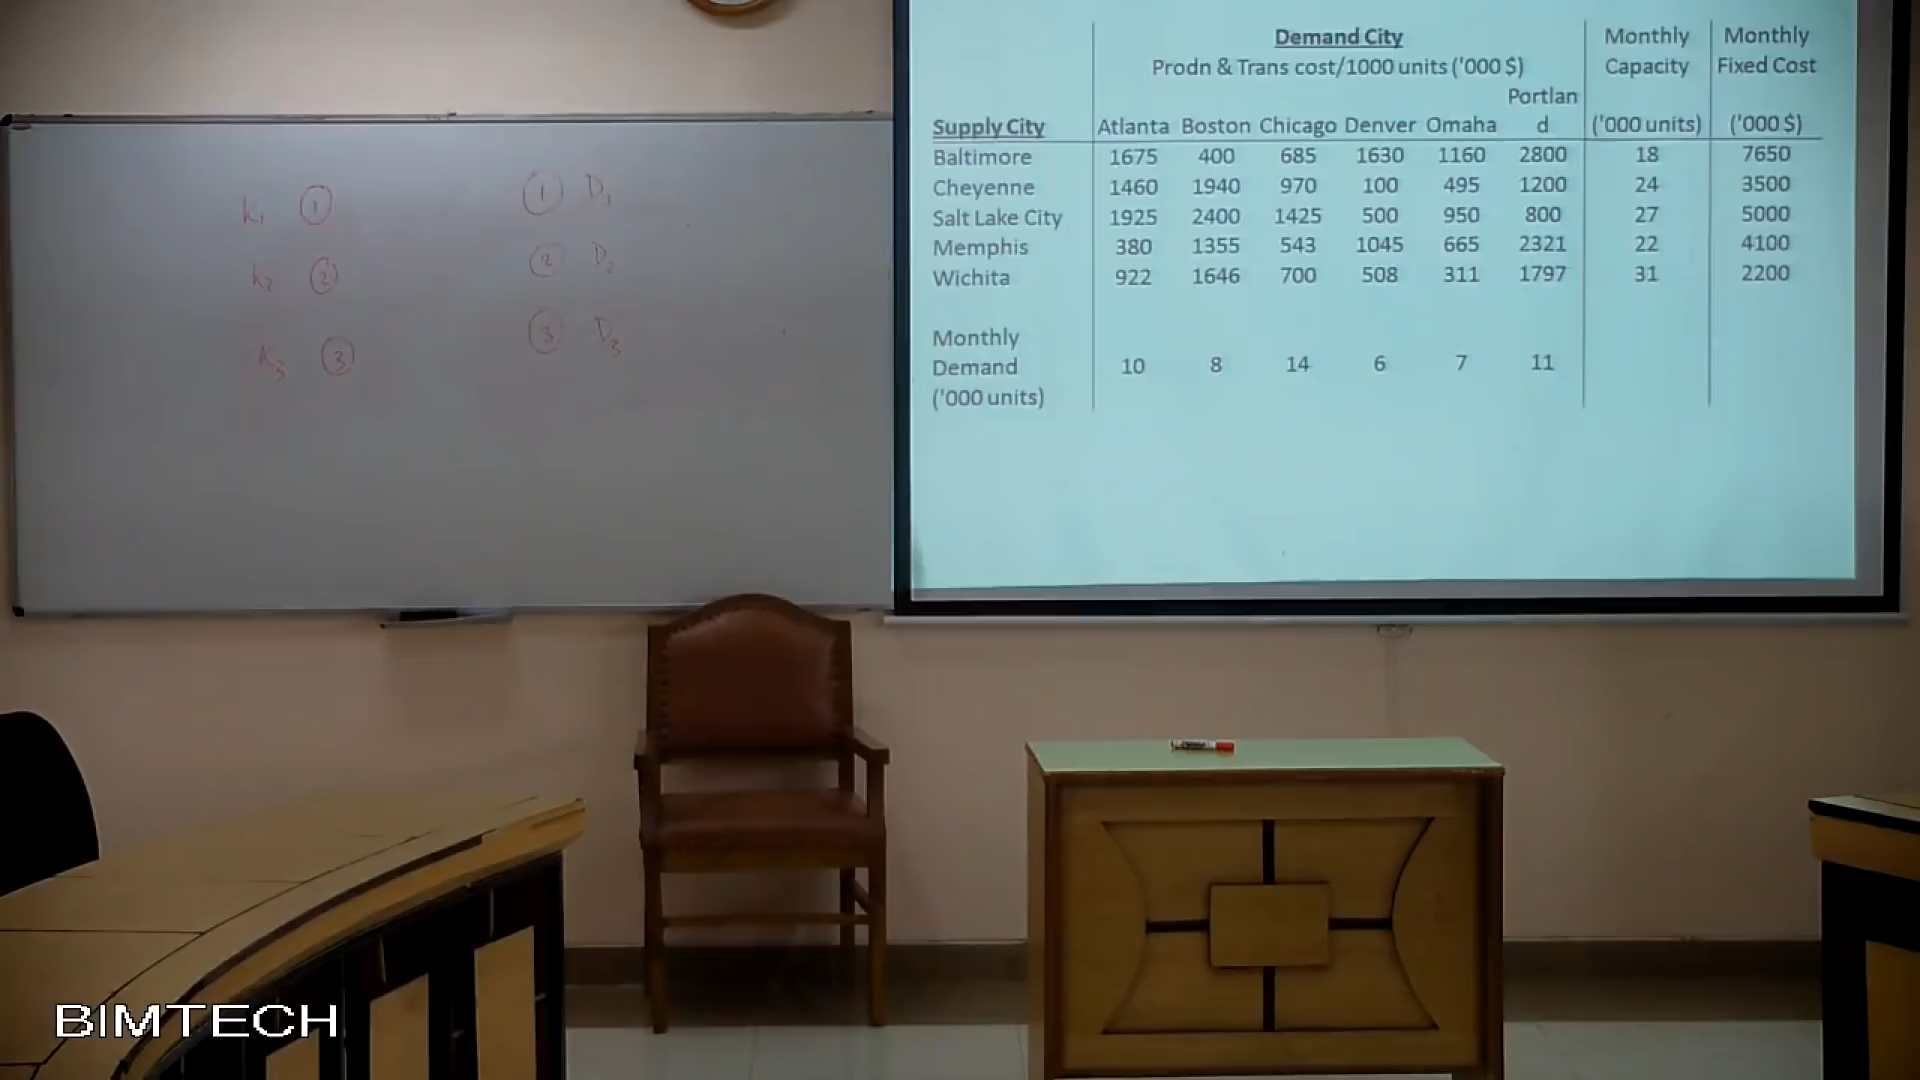 K1 1 1 D1
K2 2 2 D2
K3 3 3 D3
Demand City Monthly Monthly
Prodn & Trans cost/1000 units ('000 $) Capacity Fixed Cost
Portlan
Supply City Atlanta Boston Chicago Denver Omaha d ('000 units) ('000 $)
Baltimore 1675 400 685 1630 1160 2800 18 7650
Cheyenne 1460 1940 970 100 495 1200 24 3500
Salt Lake City 1925 2400 1425 500 950 800 27 5000
Memphis 380 1355 543 1045 665 2321 22 4100
Wichita 922 1646 700 508 311 1797 31 2200
Monthly
Demand 10 8 14 6 7 11
('000 units)
BIMTECH